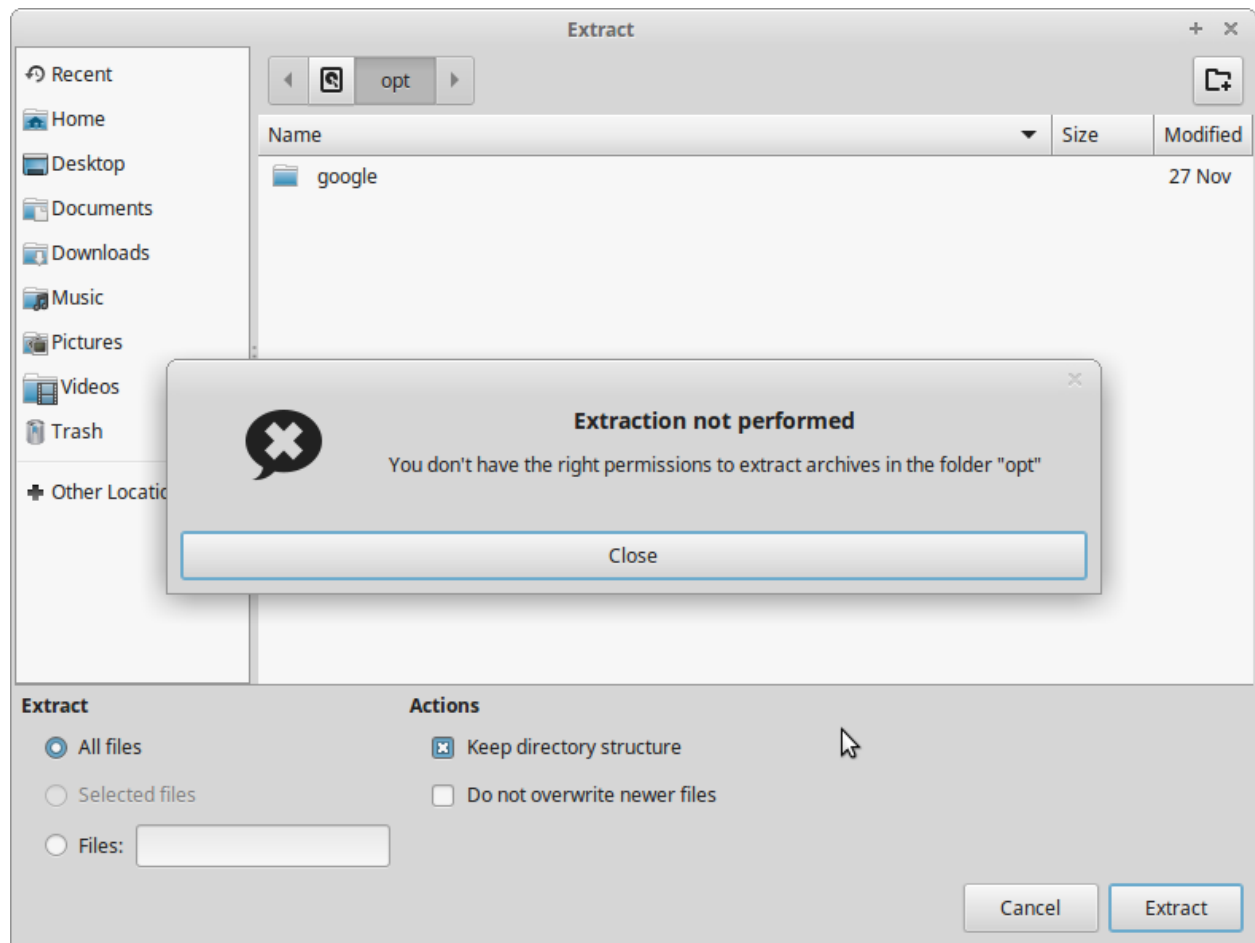 Extract
Recent
Home
Desktop
Documents
Downloads
Music
Pictures
Videos
Trash
Other
opt
Name Size Modified
google 27 Nov
Extraction not performed
You don't have the right permissions to extract archives in the folder "opt"
Close
Extract
All files
Selected files
Files:
Actions
Keep directory structure
Do not overwrite newer files
Cancel Extract